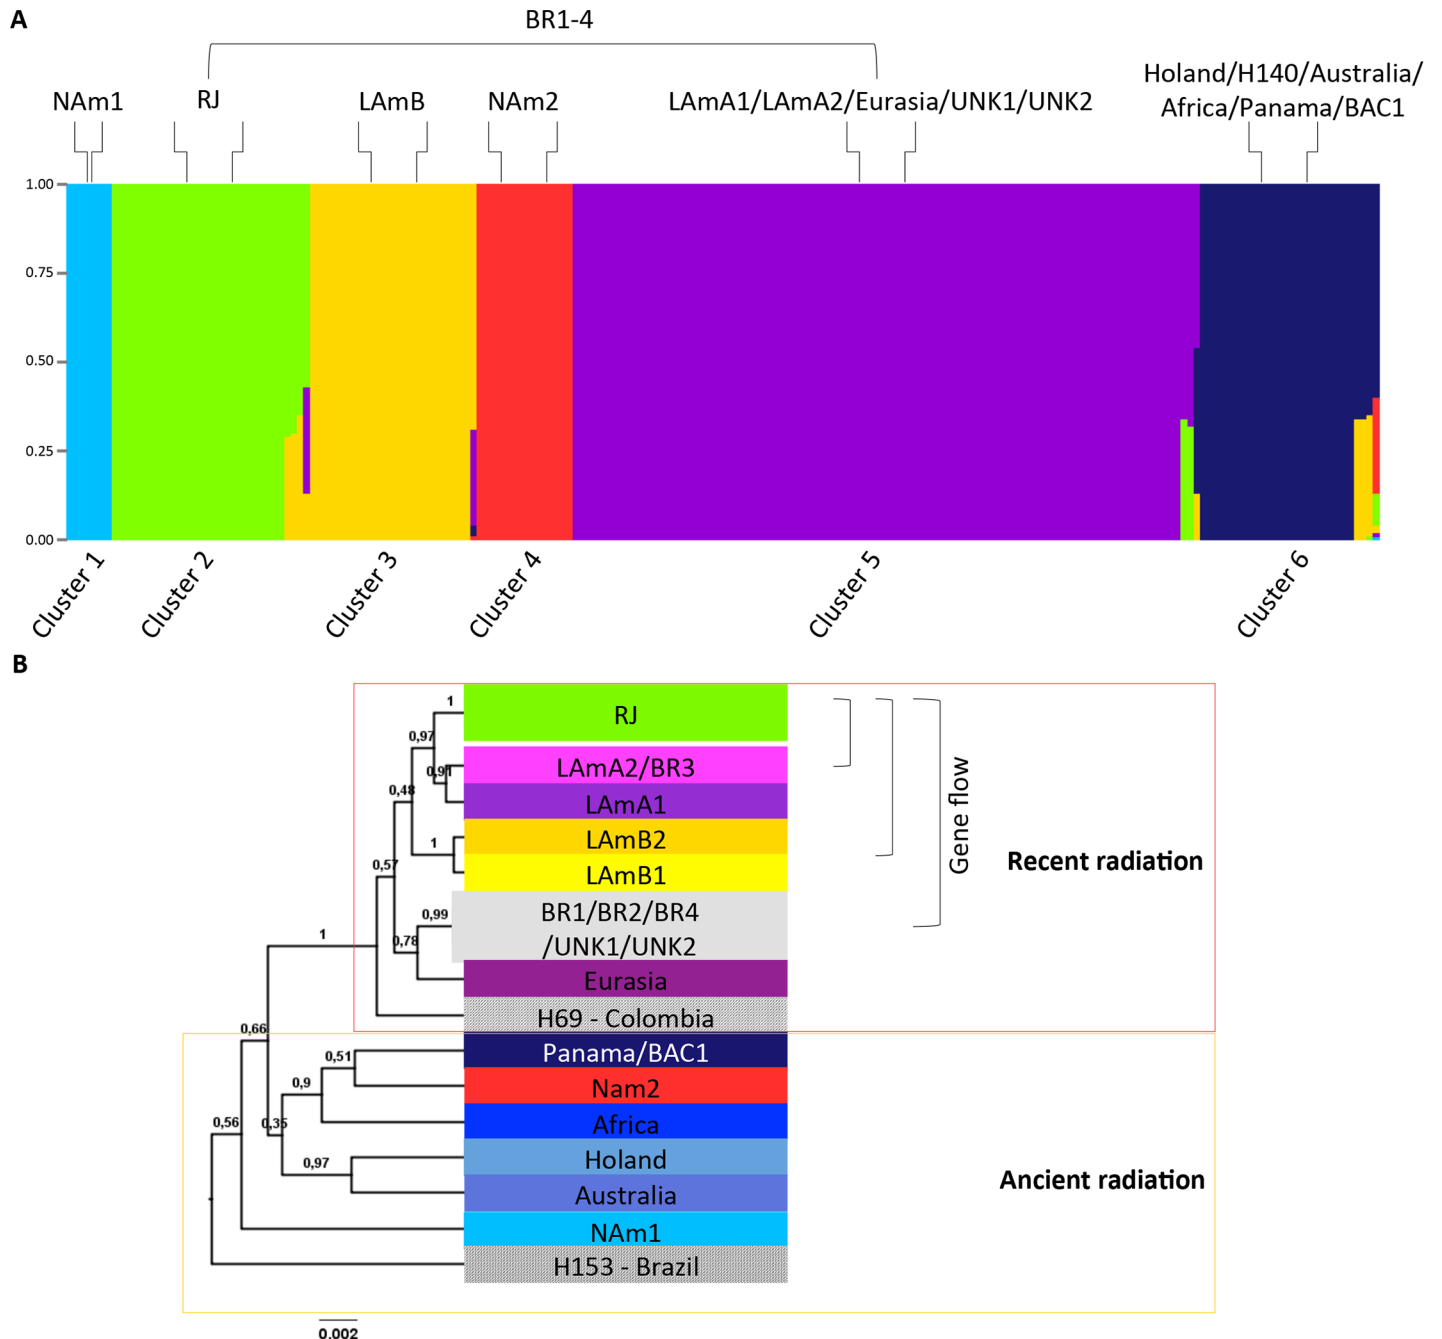 A
BR1-4
NAm1
RJ
LAmB
NAm2
LAmA1/LAmA2/Eurasia/UNK1/UNK2
Holand/H140/Australia/
Africa/Panama/BAC1
1.00
0.75
0.50
0.25
0.00
Cluster 1
Cluster 2
Cluster 3
Cluster 4
Cluster 5
Cluster 6
B
1
RJ
0,97
0,91
LAmA2/BR3
0,48
LAmA1
1
LAmB2
0,57
LAmB1
0,99
BR1/BR2/BR4
/UNK1/UNK2
0,78
1
Eurasia
H69 - Colombia
Gene flow
Recent radiation
0,66
0,51
Panama/BAC1
0,9
Nam2
0,56
0,35
Africa
0,97
Holand
Australia
Ancient radiation
NAm1
H153 - Brazil
0.002